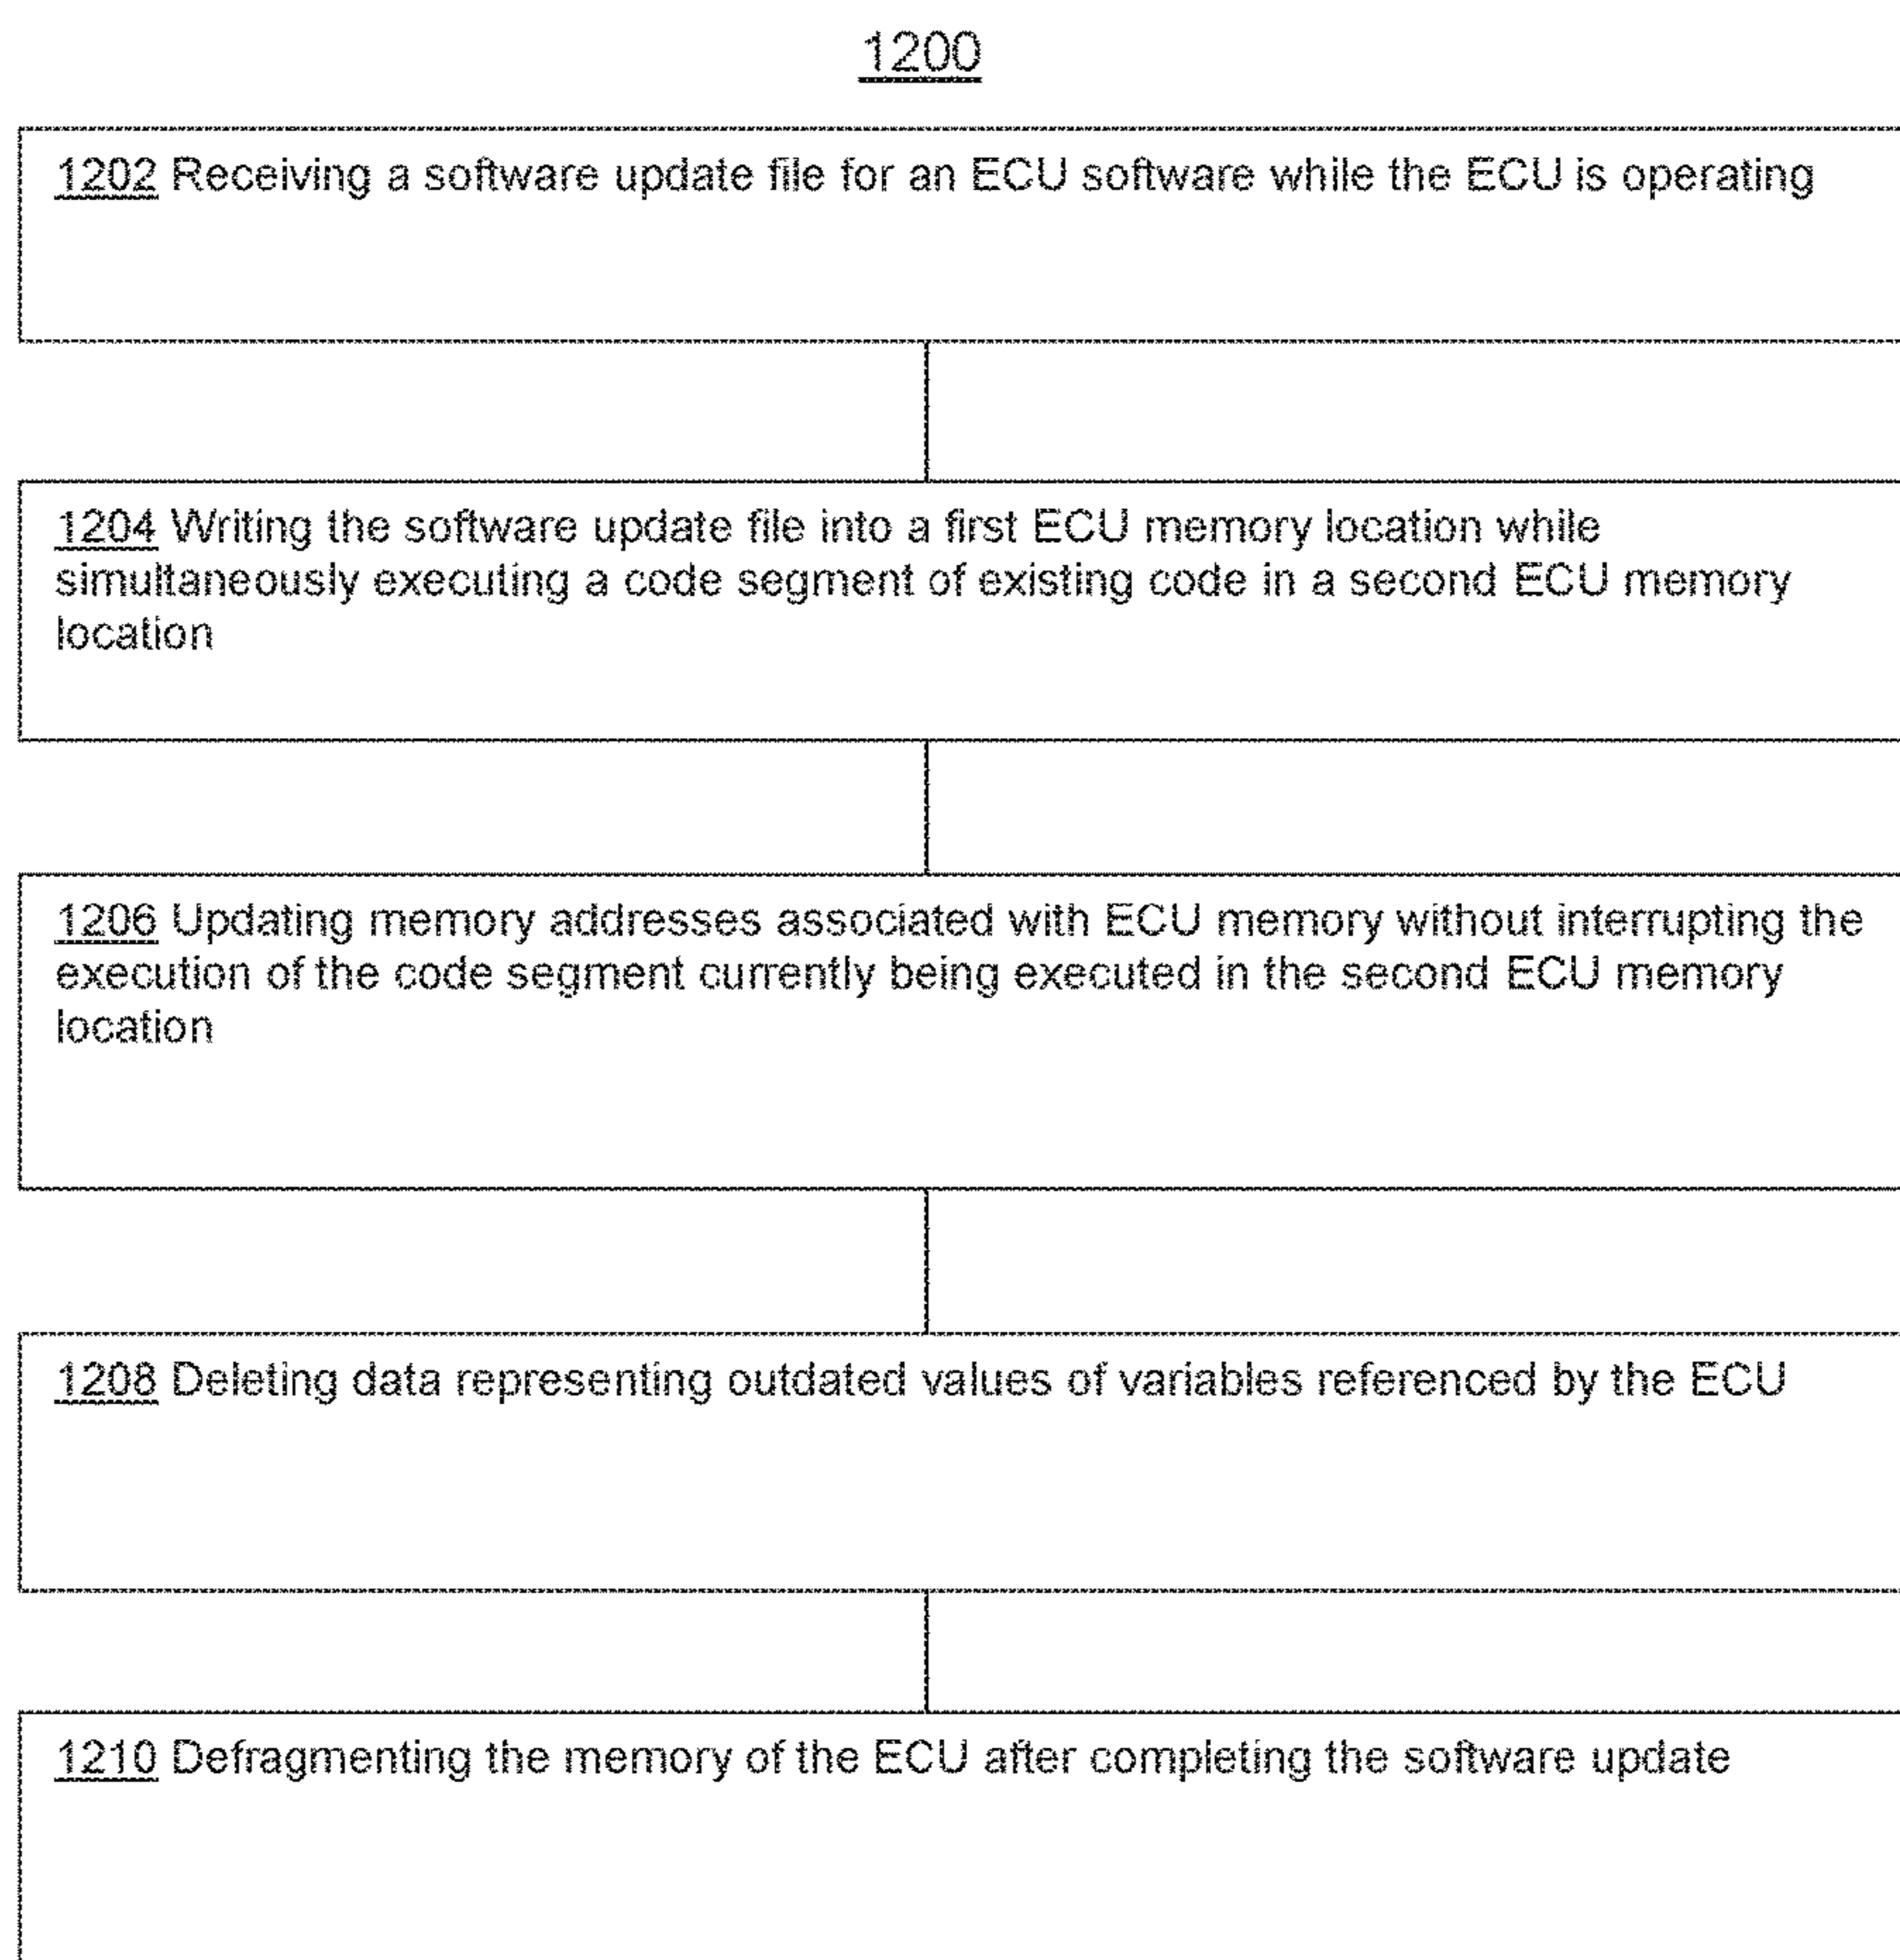 1200
1202 Receiving a software update file for an ECU software while the ECU is operating
1204 Writing the software update file into a first ECU memory location while
simultaneously executing a code segment of existing code in a second ECU memory
location
1206 Updating memory addresses associated with ECU memory without interrupting the
execution of the code segment currently being executed in the second ECU memory
location
1208 Deleting data representing outdated values of variables referenced by the ECU
1210 Defragmenting the memory of the ECU after completing the software update